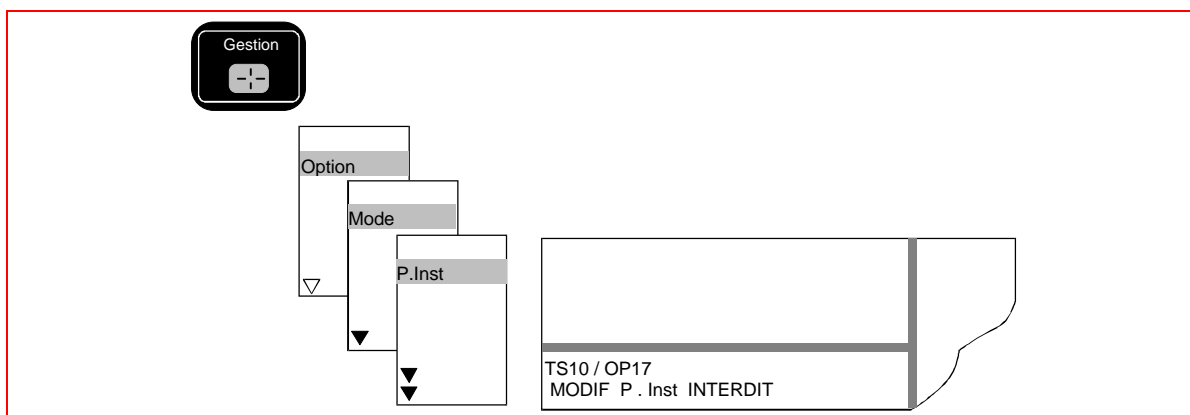 Gestion
Option
Mode
P.Inst
TS10 / OP17
MODIF P . Inst INTERDIT